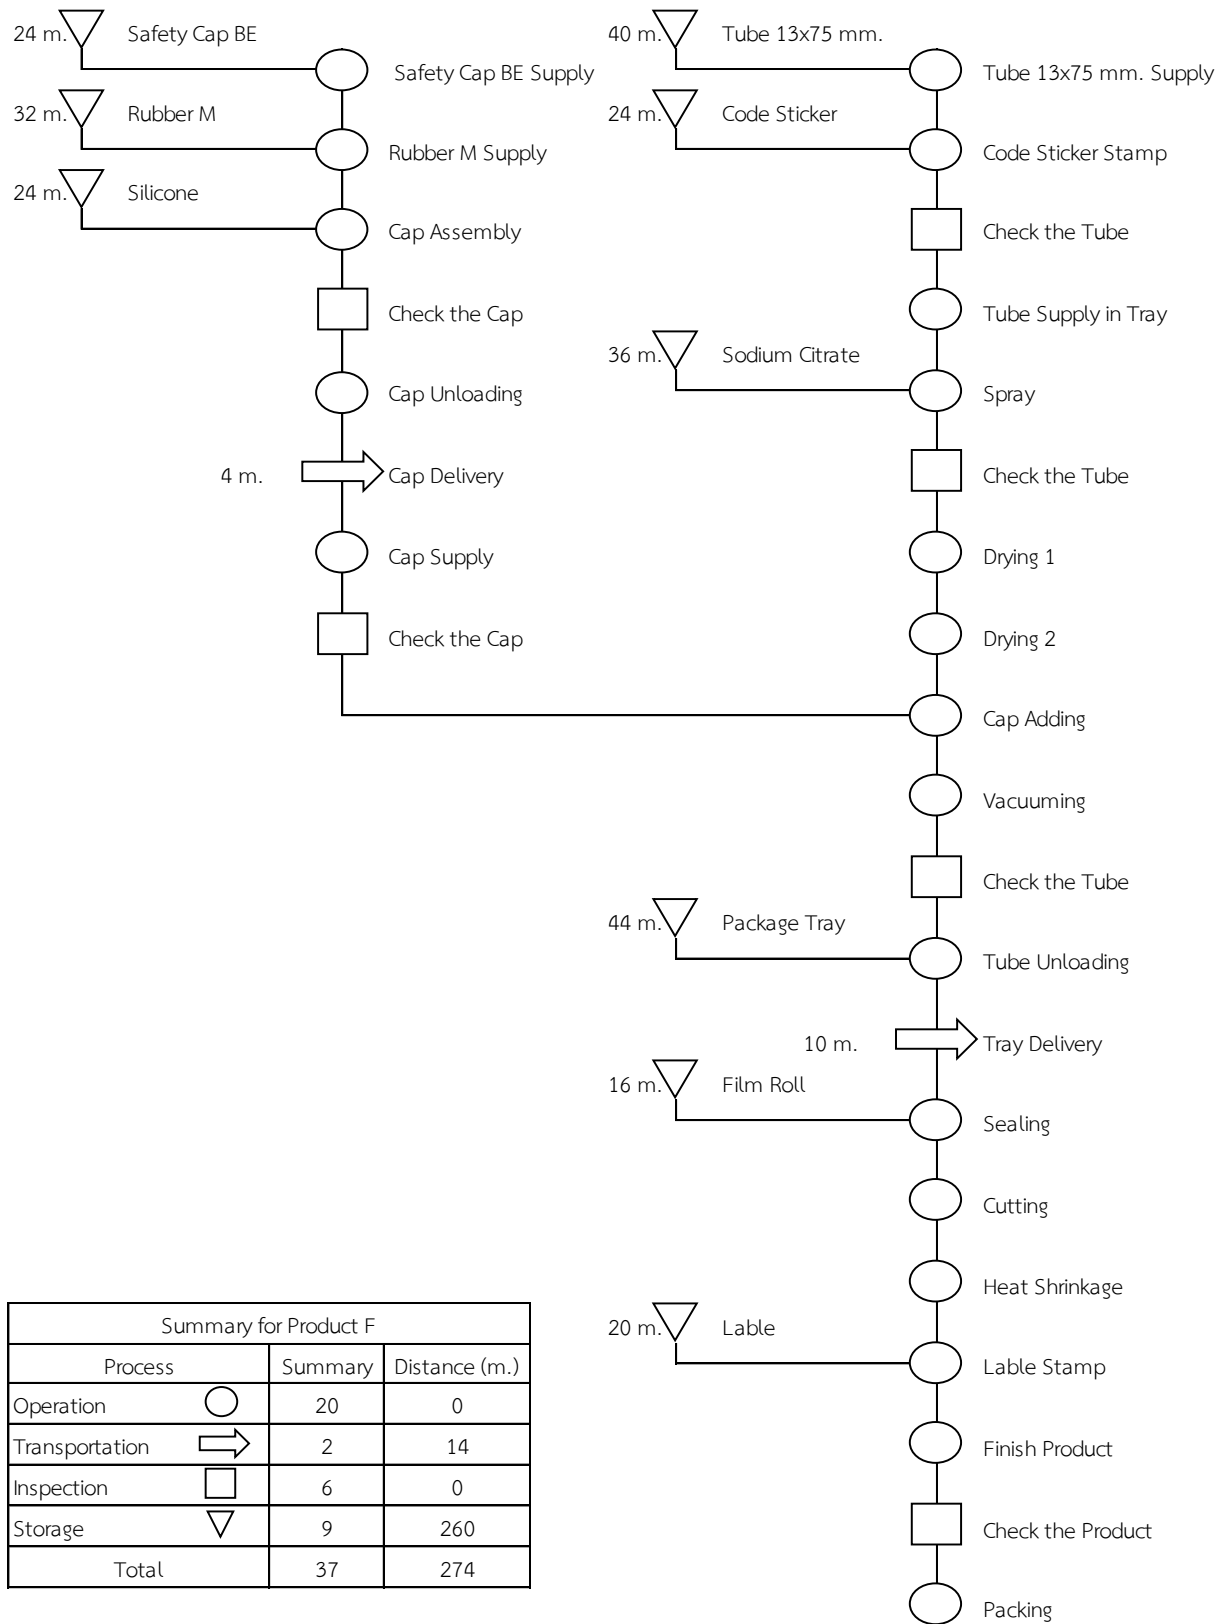 24 m. Safety Cap BE
Safety Cap BE Supply
32 m. Rubber M
Rubber M Supply
24 m. Silicone
Cap Assembly
Check the Cap
Cap Unloading
4 m. Cap Delivery
Cap Supply
Check the Cap
40 m. Tube 13x75 mm.
Tube 13x75 mm. Supply
24 m. Code Sticker
Code Sticker Stamp
Check the Tube
Tube Supply in Tray
36 m. Sodium Citrate
Spray
Check the Tube
Drying 1
Drying 2
Cap Adding
Vacuuming
Check the Tube
44 m. Package Tray
Tube Unloading
10 m. Tray Delivery
16 m. Film Roll
Sealing
Cutting
Heat Shrinkage
20 m. Lable
Lable Stamp
Finish Product
Check the Product
Packing
Summary for Product F
Process Summary Distance (m.)
Operation 20 0
Transportation 2 14
Inspection 6 0
Storage 9 260
Total 37 274